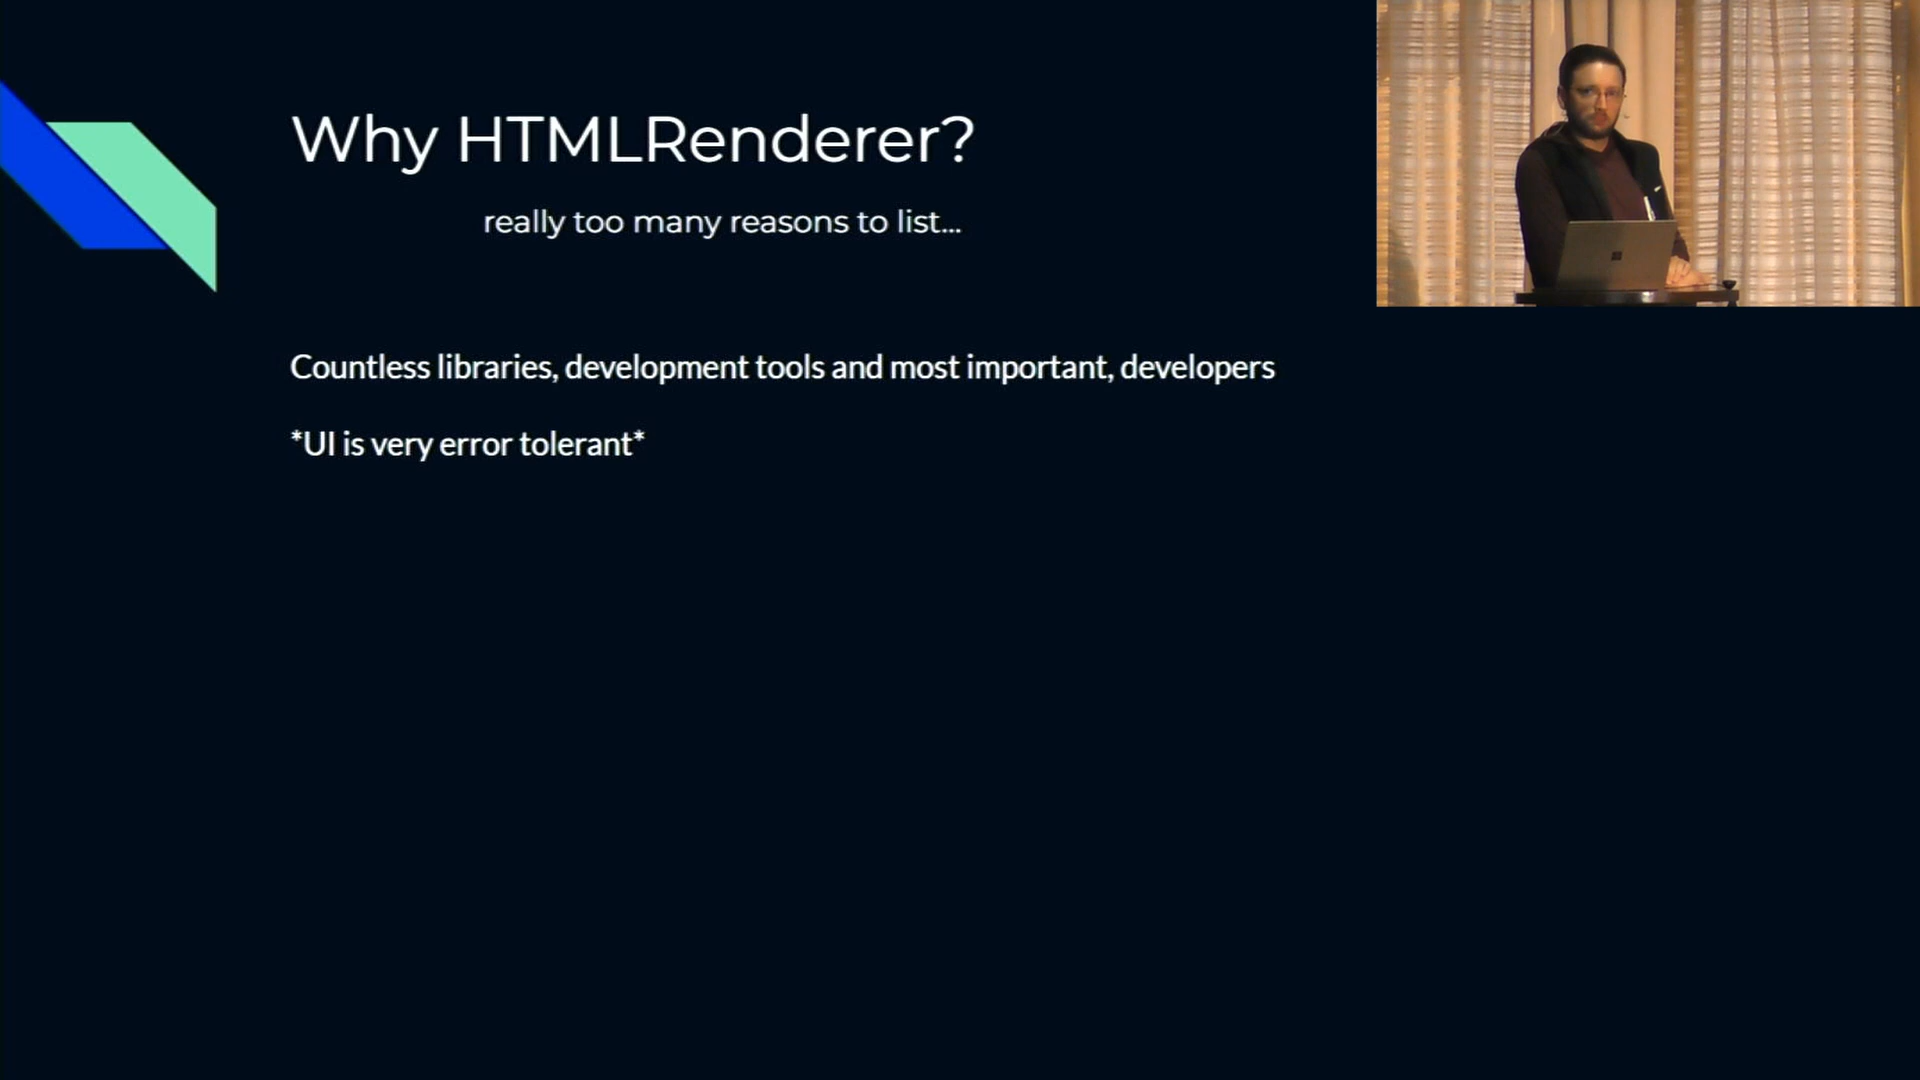 Why HTMLRenderer?
really too many reasons to list...
Countless libraries, development tools and most important, developers
*UI is very error tolerant*